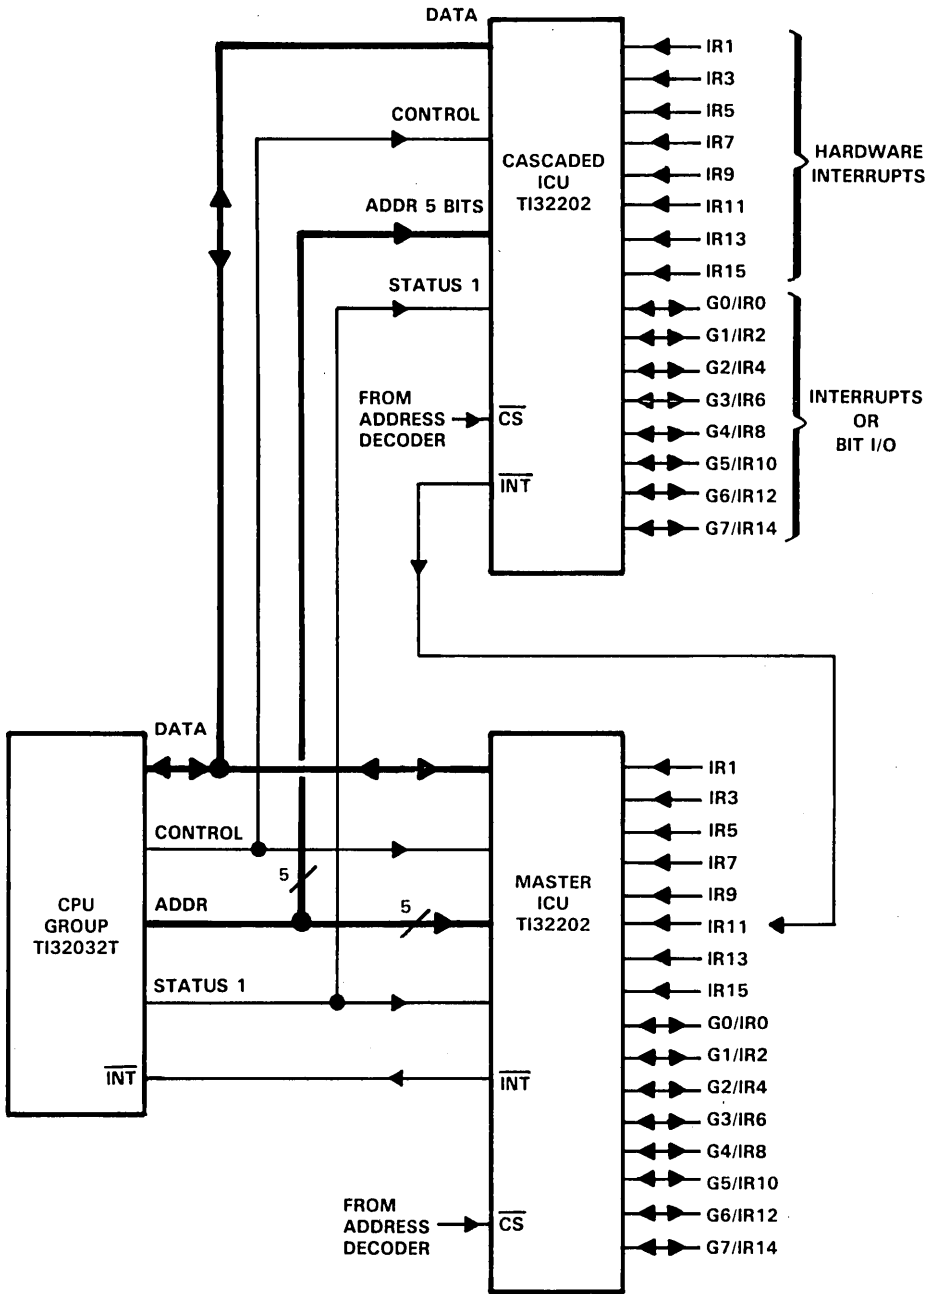 DATA
IR1
IR3
IR5
IR7
IR9
IR11
IR13
IR15
G0/IR0
G1/IR2
G2/IR4
G3/IR6
G4/IR8
G5/IR10
G6/IR12
G7/IR14
HARDWARE
INTERRUPTS
INTERRUPTS
OR
BIT I/O
CONTROL
CASCADED
ICU
TI32202
ADDR 5 BITS
STATUS 1
FROM
ADDRESS
DECODER
CS
INT
DATA
CONTROL
5
ADDR
5
STATUS 1
CPU
GROUP
TI32032T
INT
MASTER
ICU
TI32202
INT
FROM
ADDRESS
DECODER
CS
IR1
IR3
IR5
IR7
IR9
IR11
IR13
IR15
G0/IR0
G1/IR2
G2/IR4
G3/IR6
G4/IR8
G5/IR10
G6/IR12
G7/IR14